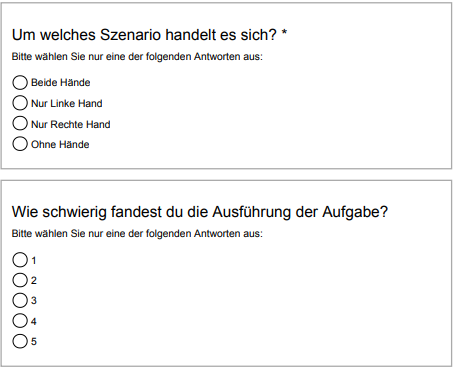 Um welches Szenario handelt es sich? *
Bitte wählen Sie nur eine der folgenden Antworten aus:
Beide Hände
Nur Linke Hand
Nur Rechte Hand
Ohne Hände
Wie schwierig fandest du die Ausführung der Aufgabe?
Bitte wählen Sie nur eine der folgenden Antworten aus:
1
2
3
4
5